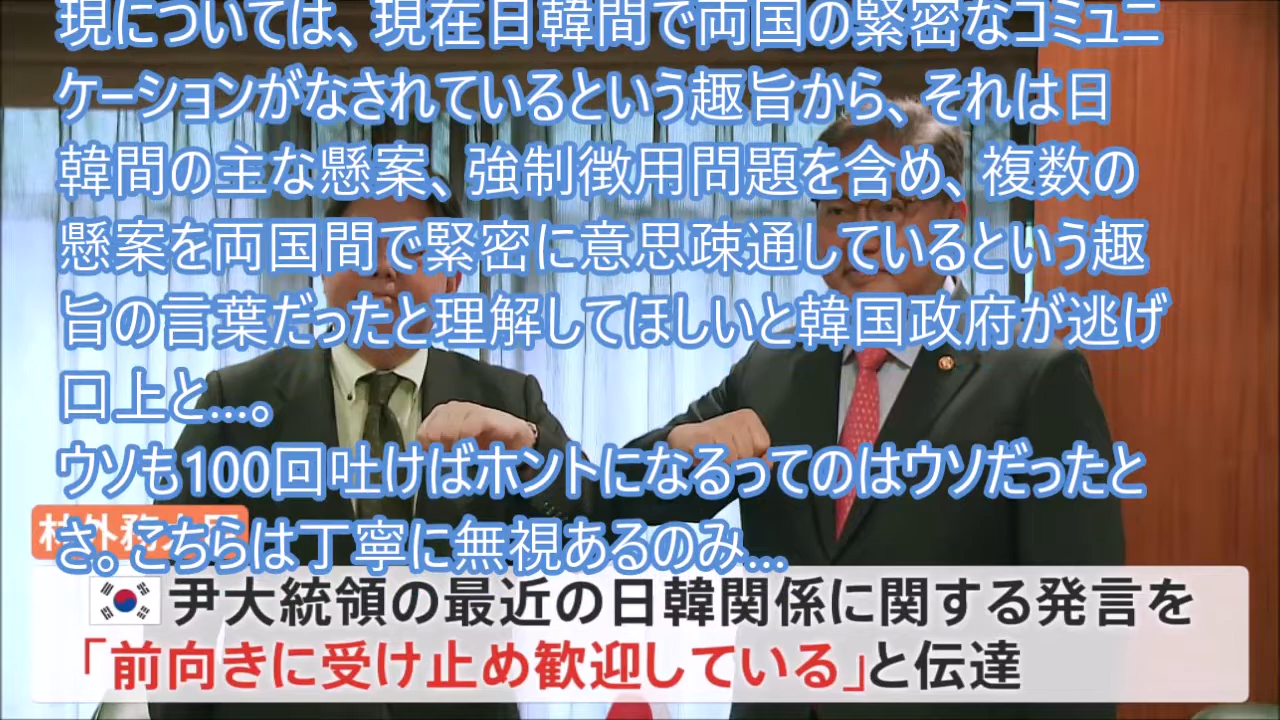 現については、現在日韓間で両国の緊密なコミュニ
ケーションがなされているという趣旨から、それは日
韓間の主な懸案、強制徴用問題を含め、複数の
懸案を両国間で緊密に意思疎通しているという趣
旨の言葉だったと理解してほしいと韓国政府が逃げ
口上と…。
ウソも100回吐けばホントになるってのはウソだったと
さ。こちらは丁寧に無視あるのみ…
林外務大臣
尹大統領の最近の日韓関係に関する発言を
「前向きに受け止め歓迎している」と伝達